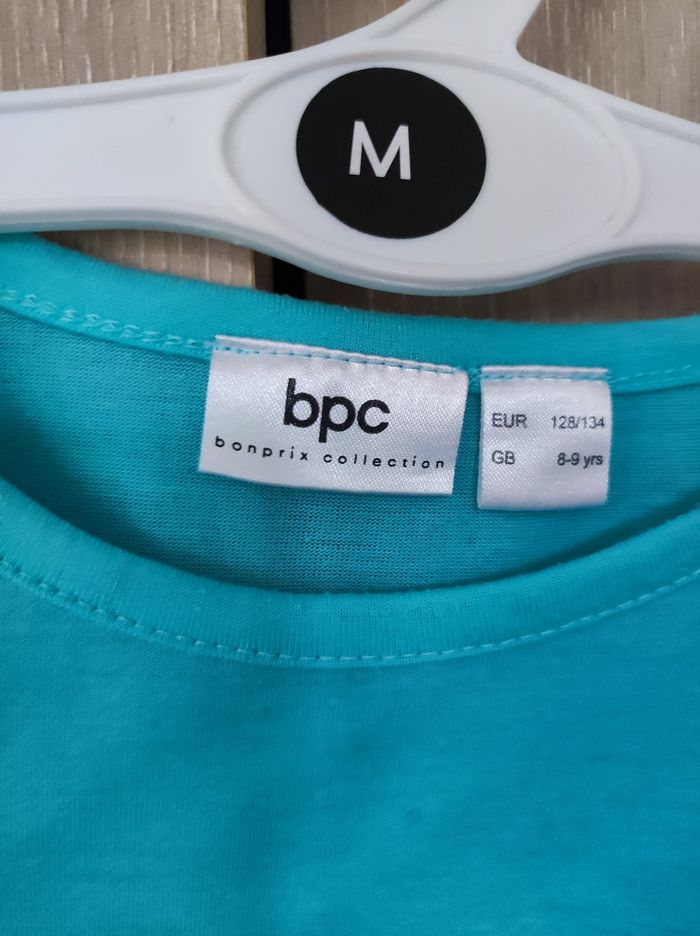 M
bpc
bonprix collection
EUR 128/134
GB 8-9 yrs